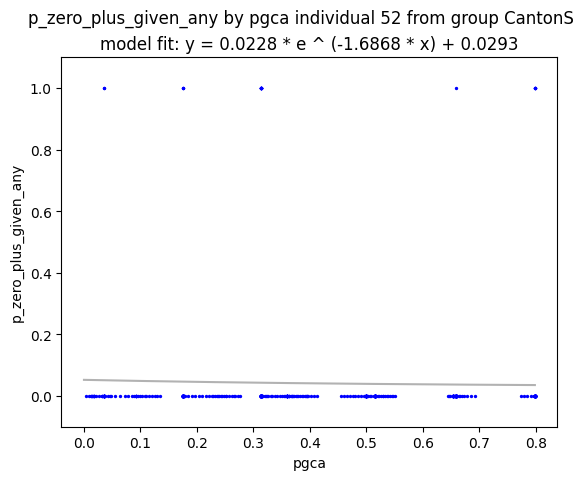 p_zero_plus_given_any by pgca individual 52 from group CantonS
model fit: y = 0.0228 * e ^ (-1.6868 * x) + 0.0293
p_zero_plus_given_any
1.0
0.8
0.6
0.4
0.2
0.0
0.0 0.1 0.2 0.3 0.4 0.5 0.6 0.7 0.8
pgca